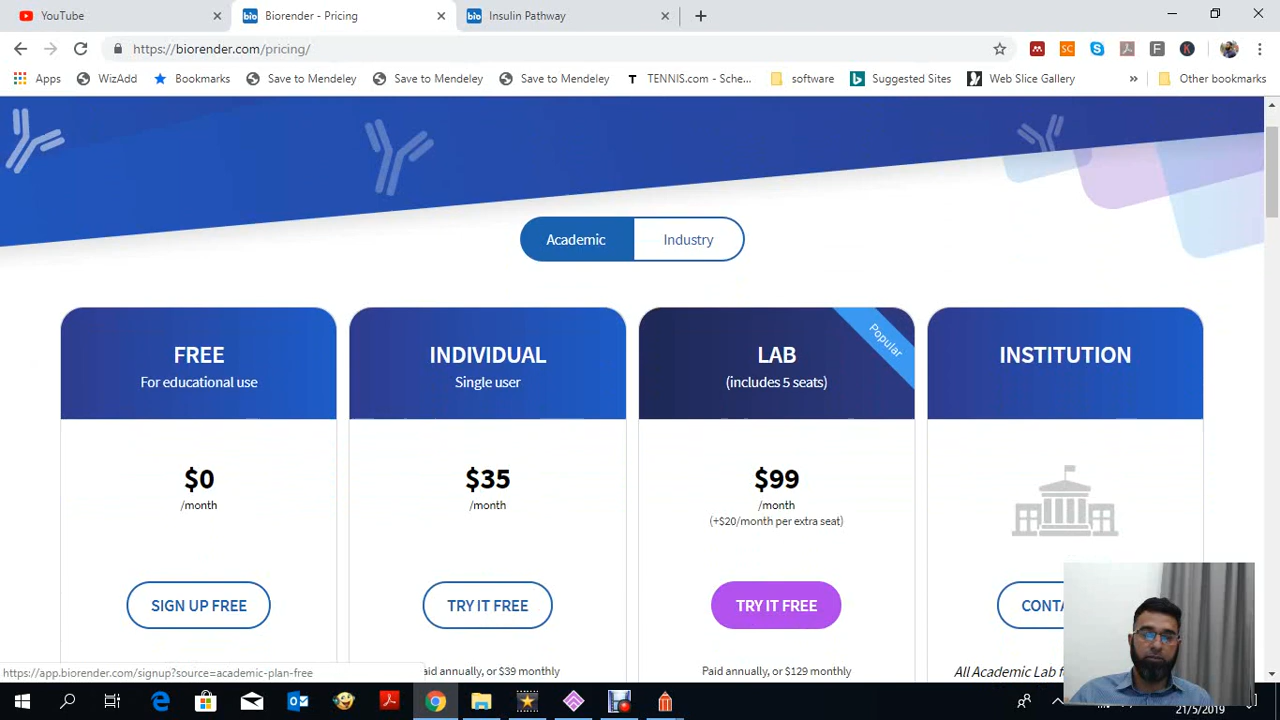 YouTube
Biorender - Pricing
Insulin Pathway
https://biorender.com/pricing/
Apps
WizAdd
Bookmarks
Save to Mendeley
Save to Mendeley
Save to Mendeley
TENNIS.com - Sche...
software
Suggested Sites
Web Slice Gallery
Other bookmarks
Academic
Industry
Popular
FREE
For educational use
$0
/month
SIGN UP FREE
INDIVIDUAL
Single user
$35
/month
TRY IT FREE
aid annually, or $39 monthly
LAB
(includes 5 seats)
$99
/month
(+$20/month per extra seat)
TRY IT FREE
Paid annually, or $129 monthly
INSTITUTION
CONTA
All Academic Lab f
https://app.biorender.com/signup?source=academic-plan-free
21/5/2019